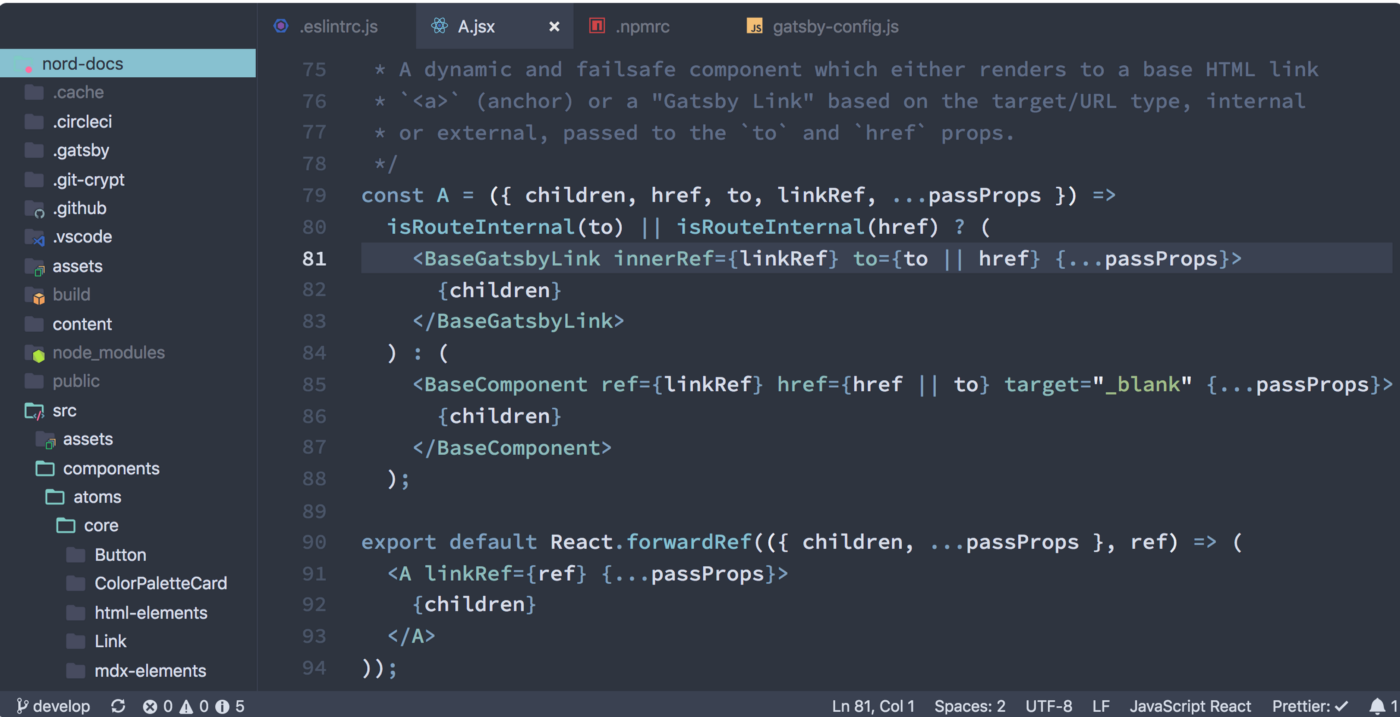 .eslintrc.js
A.jsx
.npmrc
JS gatsby-config.js
nord-docs
.cache
.circleci
.gatsby
.git-crypt
.github
.vscode
assets
build
content
node_modules
public
src
assets
components
atoms
core
Button
ColorPaletteCard
html-elements
Link
mdx-elements
75 * A dynamic and failsafe component which either renders to a base HTML link
76 * `<a>` (anchor) or a "Gatsby Link" based on the target/URL type, internal
77 * or external, passed to the `to` and `href` props.
78 */
79 const A = ({ children, href, to, linkRef, ...passProps }) =>
80 isRouteInternal(to) || isRouteInternal(href) ? (
81 <BaseGatsbyLink innerRef={linkRef} to={to || href} {...passProps}>
82 {children}
83 </BaseGatsbyLink>
84 ) : (
85 <BaseComponent ref={linkRef} href={href || to} target="_blank" {...passProps}>
86 {children}
87 </BaseComponent>
88 );
89
90 export default React.forwardRef(({ children, ...passProps }, ref) => (
91 <A linkRef={ref} {...passProps}>
92 {children}
93 </A>
94 ));
develop 0 0 5 Ln 81, Col 1 Spaces: 2 UTF-8 LF JavaScript React Prettier: ✓ 1